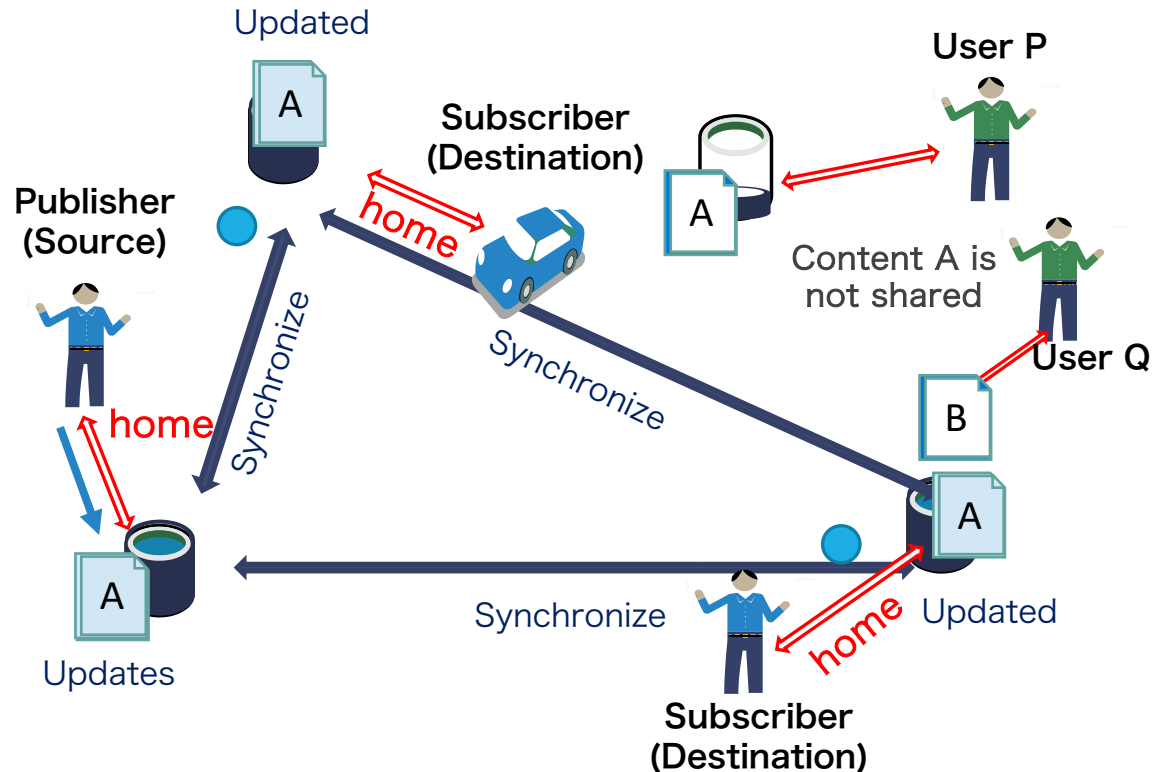 Updated
A
User P
Subscriber
(Destination)
A
home
Publisher
(Source)
Content A is
not shared
User Q
Synchronize
Synchronize
home
B
A
A
Synchronize
Updated
home
Updates
Subscriber
(Destination)